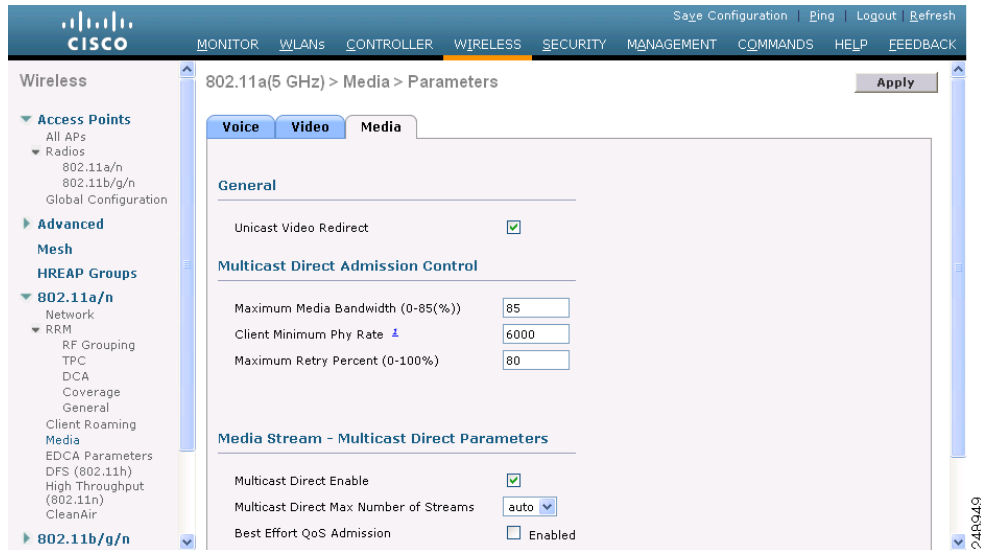 Save Configuration | Ping | Logout | Refresh
CISCO
MONITOR WLANs CONTROLLER WIRELESS SECURITY MANAGEMENT COMMANDS HELP FEEDBACK
Wireless
Access Points
All APs
Radios
802.11a/n
802.11b/g/n
Global Configuration
Advanced
Mesh
HREAP Groups
802.11a/n
Network
RRM
RF Grouping
TPC
DCA
Coverage
General
Client Roaming
Media
EDCA Parameters
DFS (802.11h)
High Throughput
(802.11n)
CleanAir
802.11b/g/n
802.11a(5 GHz) > Media > Parameters
Apply
Voice Video Media
General
Unicast Video Redirect
Multicast Direct Admission Control
Maximum Media Bandwidth (0-85(%)) 85
Client Minimum Phy Rate 1 6000
Maximum Retry Percent (0-100%) 80
Media Stream - Multicast Direct Parameters
Multicast Direct Enable
Multicast Direct Max Number of Streams auto
Best Effort QoS Admission Enabled
248949